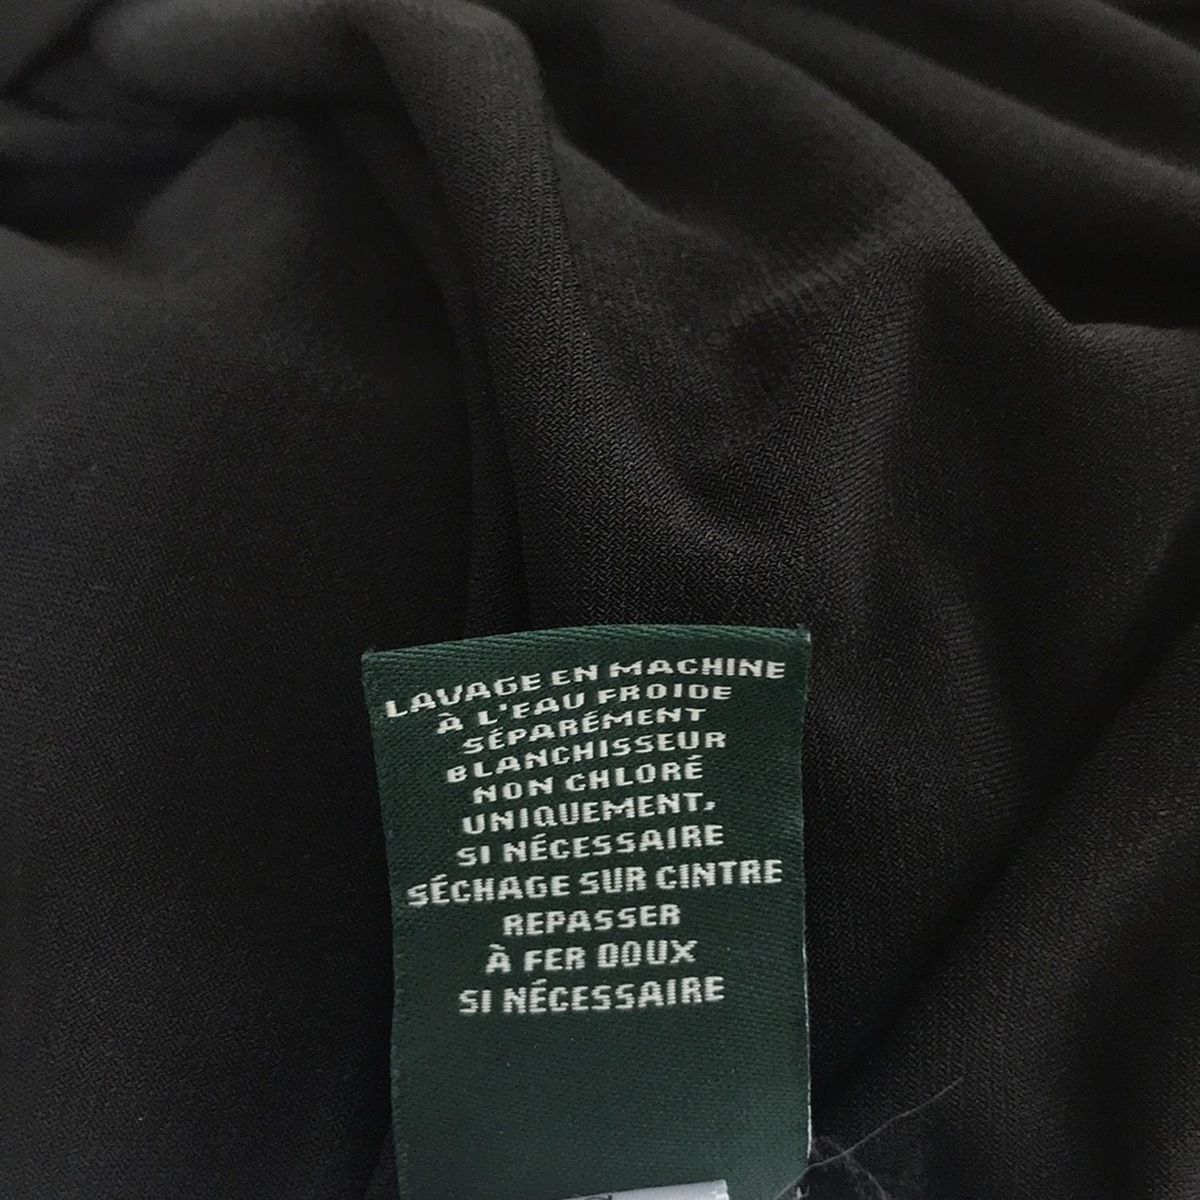 LAVAGE EN MACHINE
À L'EAU FROIDE
SÉPARÉMENT
BLANCHISSEUR
NON CHLORÉ
UNIQUEMENT,
SI NÉCESSAIRE
SÉCHAGE SUR CINTRE
REPASSER
À FER DOUX
SI NÉCESSAIRE